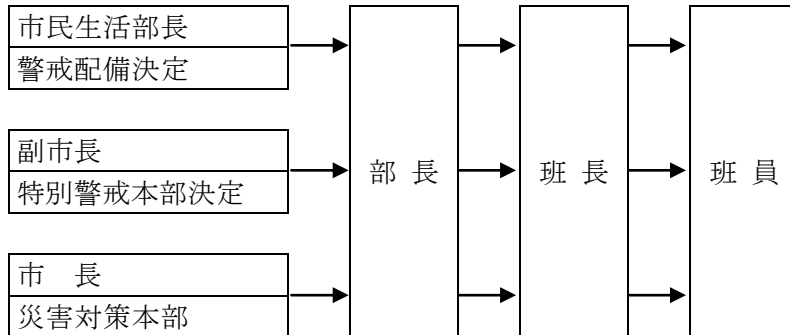 市民生活部長
警戒配備決定
副市長
特別警戒本部決定
市　長
災害対策本部
部 長
班 長
班 員